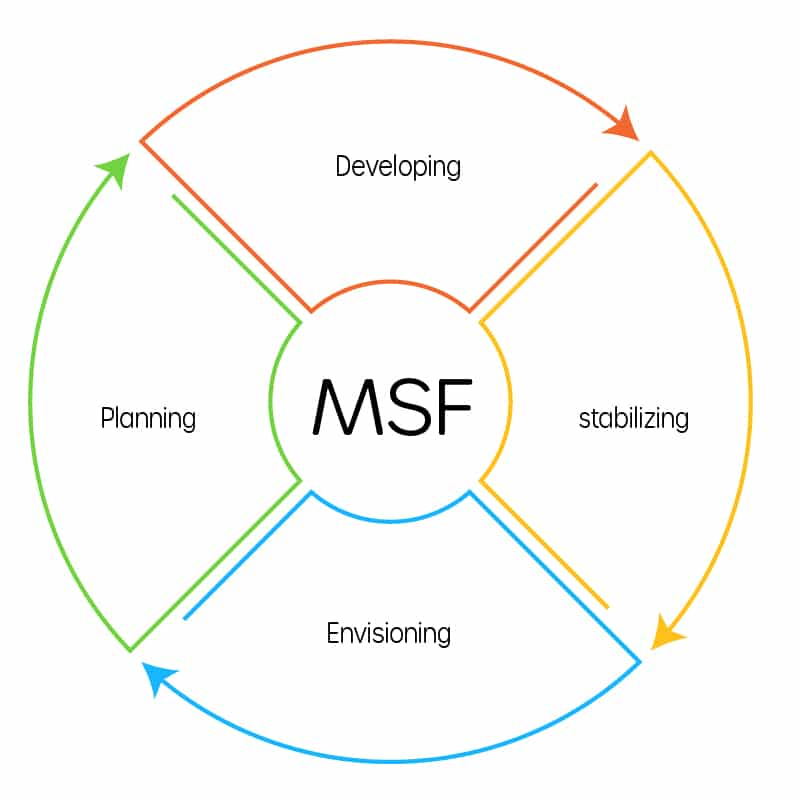 Developing
Planning
MSF
stabilizing
Envisioning